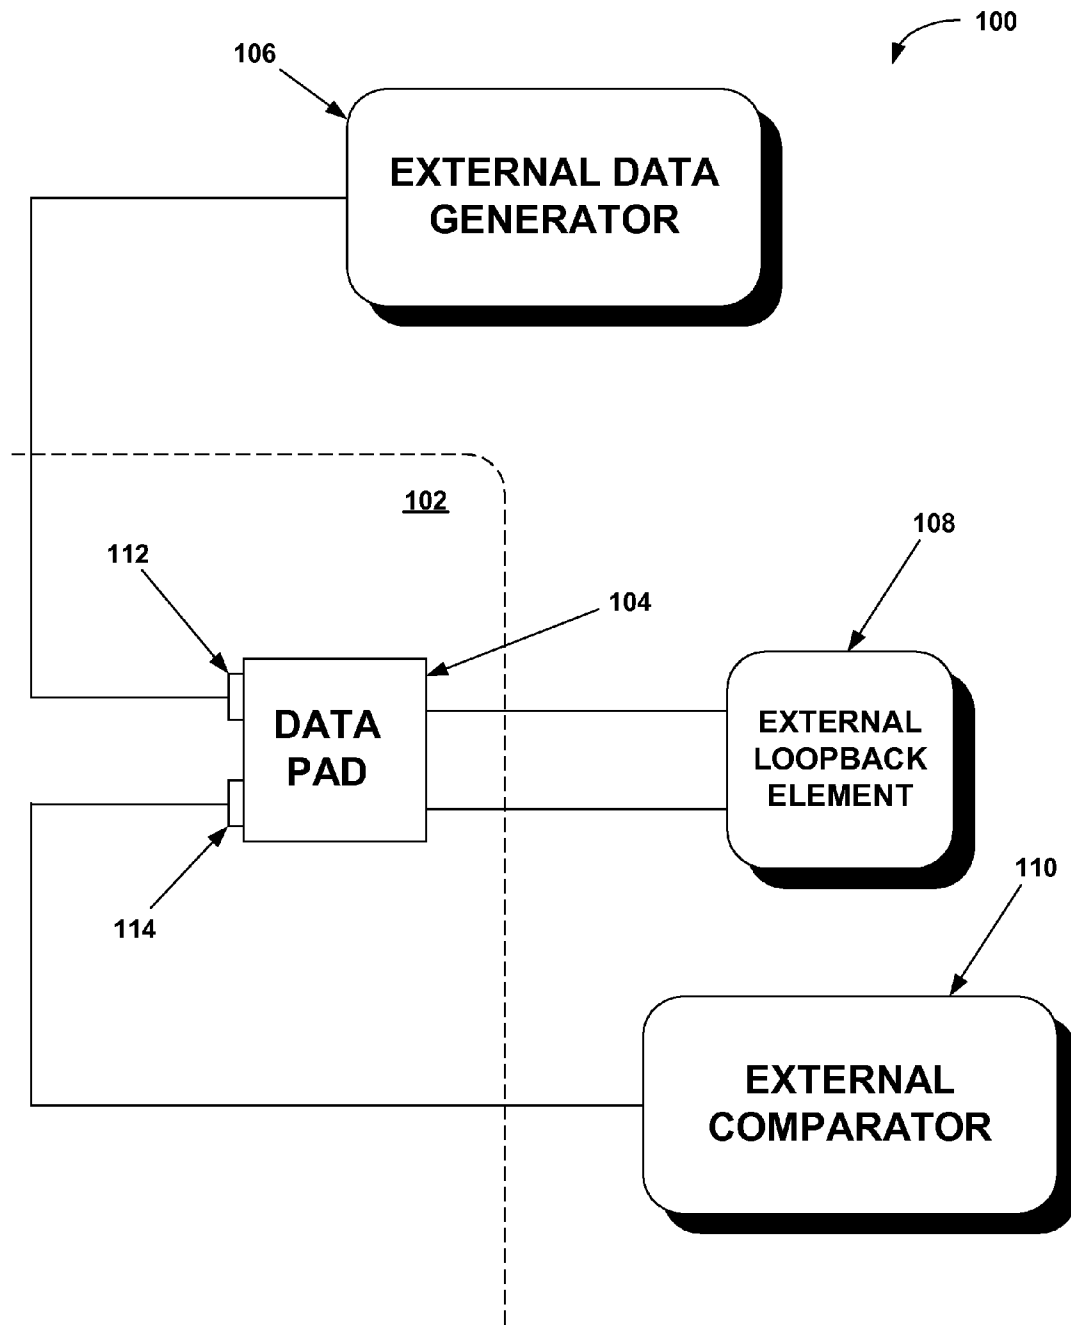 100
106
EXTERNAL DATA
GENERATOR
102
112
108
104
DATA
PAD
EXTERNAL
LOOPBACK
ELEMENT
114
110
EXTERNAL
COMPARATOR